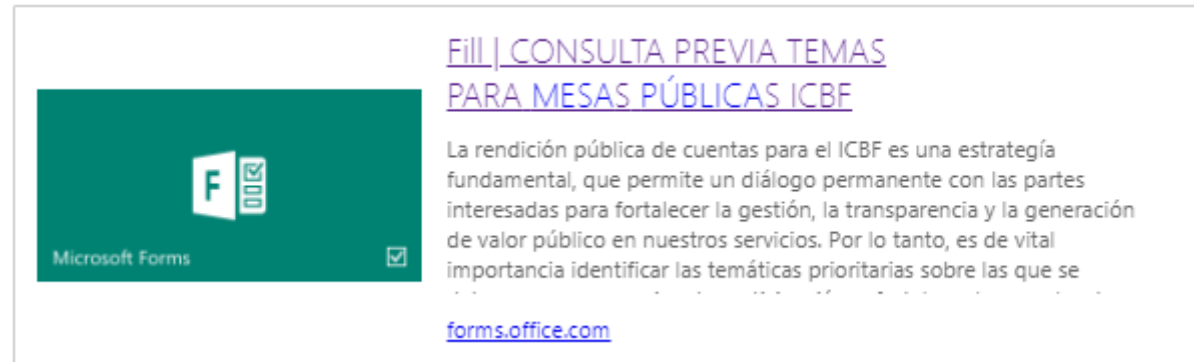 Fill | CONSULTA PREVIA TEMAS
PARA MESAS PÚBLICAS ICBF
La rendición pública de cuentas para el ICBF es una estrategía
fundamental, que permite un diálogo permanente con las partes
interesadas para fortalecer la gestión, la transparencia y la generación
de valor público en nuestros servicios. Por lo tanto, es de vital
importancia identificar las temáticas prioritarias sobre las que se
forms.office.com
F
Microsoft Forms